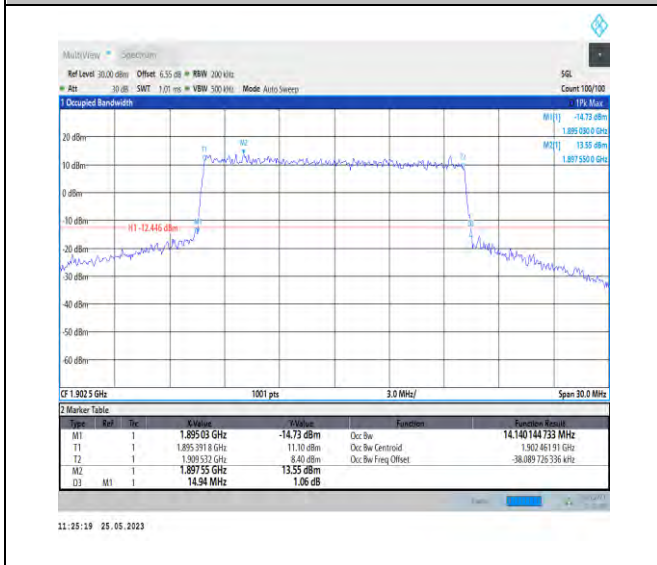 MultiView Spectrum
Ref Level 30.00 dBm Offset 6.55 dB RBW 200 kHz SGL
Att 30 dB SWT 1.01 ms VBW 500 kHz Mode Auto Sweep Count 100/100
1 Occupied Bandwidth 1Pk Max
M1[1] -14.73 dBm
1.895 030 0 GHz
20 dBm M2[1] 13.55 dBm
1.897 550 0 GHz
T1 M2
T2
10 dBm
0 dBm
-10 dBm
H1 -12.446 dBm M1
-20 dBm
-30 dBm
-40 dBm
-50 dBm
-60 dBm
CF 1.902 5 GHz 1001 pts 3.0 MHz/ Span 30.0 MHz
2 Marker Table
Type Ref Trc X-Value Y-Value Function Function Result
M1 1 1.895 03 GHz -14.73 dBm Occ Bw 14.140 144 733 MHz
T1 1 1.895 391 8 GHz 11.10 dBm Occ Bw Centroid 1.902 461 91 GHz
T2 1 1.909 532 GHz 8.40 dBm Occ Bw Freq Offset -38.089 726 336 kHz
M2 1 1.897 55 GHz 13.55 dBm
D3 M1 1 14.94 MHz 1.06 dB
11:25:19 25.05.2023